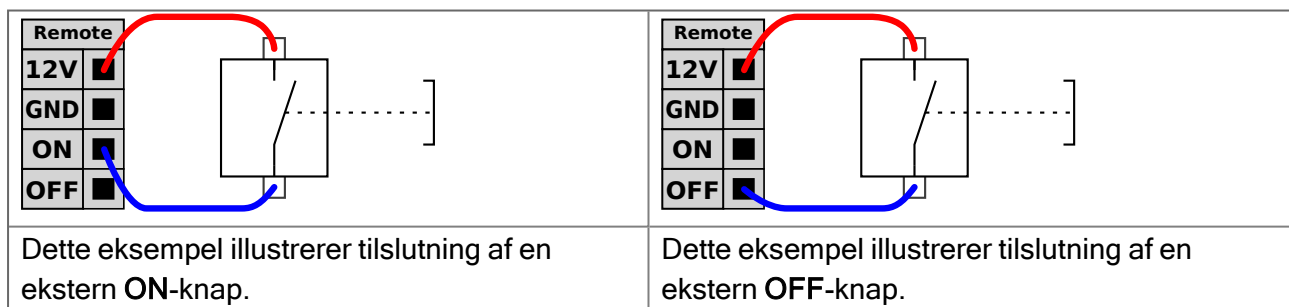 Remote
12V
GND
ON
OFF
Dette eksempel illustrerer tilslutning af en
ekstern ON-knap.
Remote
12V
GND
ON
OFF
Dette eksempel illustrerer tilslutning af en
ekstern OFF-knap.